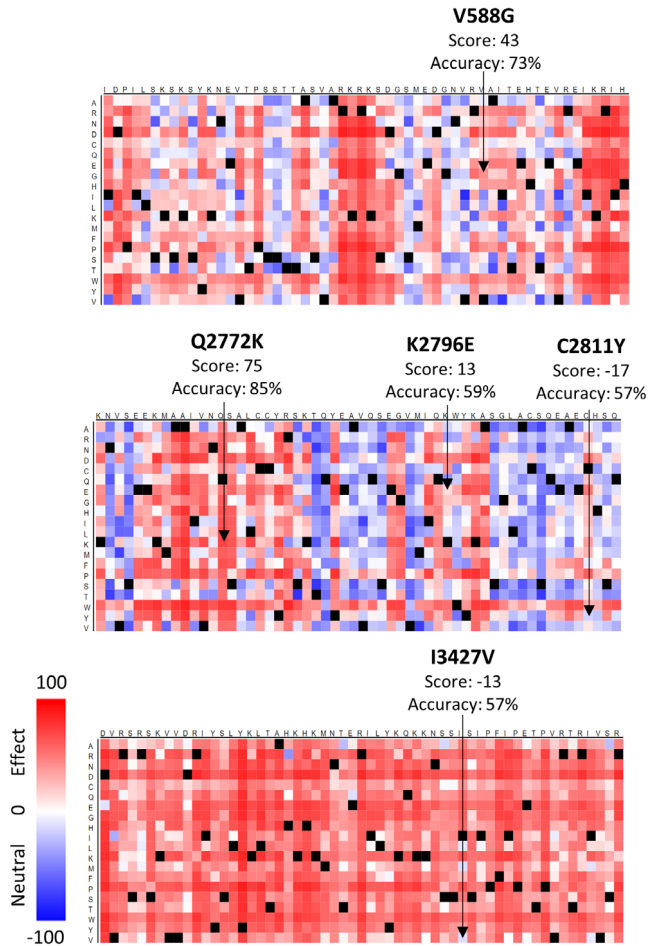 V588G
Score: 43
Accuracy: 73%
I D P I L S K S K S Y K N E V T P S S T T A S V A R K R K S D G S M E D G N V R V A I T E H T E V R E I K R I H
A
R
N
D
C
Q
E
G
H
I
L
K
M
F
P
S
T
W
Y
V
Q2772K
Score: 75
Accuracy: 85%
K2796E
Score: 13
Accuracy: 59%
C2811Y
Score: -17
Accuracy: 57%
K N V S E E K M A A I V N Q S A L C C Y R S K T Q Y E A V Q S E G V M I Q K W Y K A S G L A C S Q E A E C H S Q
A
R
N
D
C
Q
E
G
H
I
L
K
M
F
P
S
T
W
Y
V
I3427V
Score: -13
Accuracy: 57%
D V R S R S K V V D R I Y S L Y K L T A H K H K M N T E R I L Y K Q K K N S S I S I P F I P E T P V R T R I V S R
A
R
N
D
C
Q
E
G
H
I
L
K
M
F
P
S
T
W
Y
V
100
0
-100
Neutral
Effect